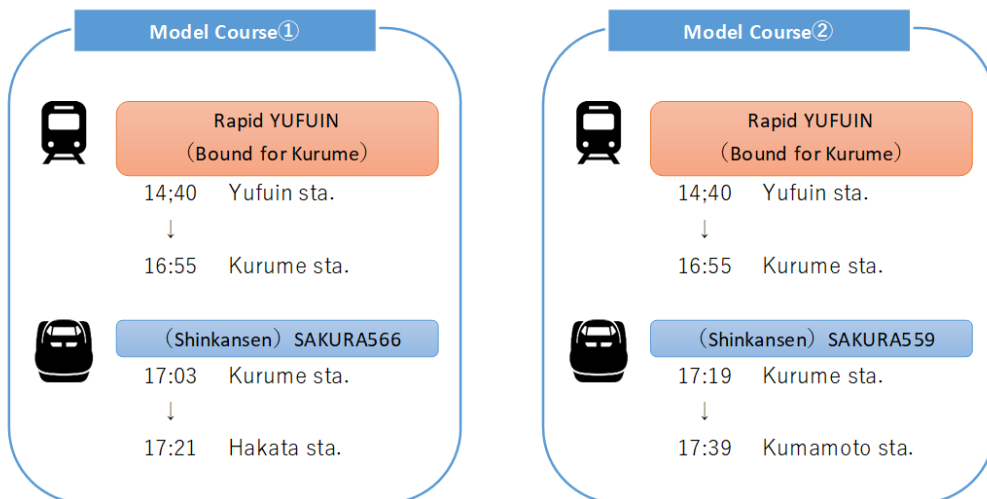 Model Course①
Rapid YUFUIN
（Bound for Kurume）
14;40 Yufuin sta.
↓
16:55 Kurume sta.
（Shinkansen）SAKURA566
17:03 Kurume sta.
↓
17:21 Hakata sta.
Model Course②
Rapid YUFUIN
（Bound for Kurume）
14;40 Yufuin sta.
↓
16:55 Kurume sta.
（Shinkansen）SAKURA559
17:19 Kurume sta.
↓
17:39 Kumamoto sta.